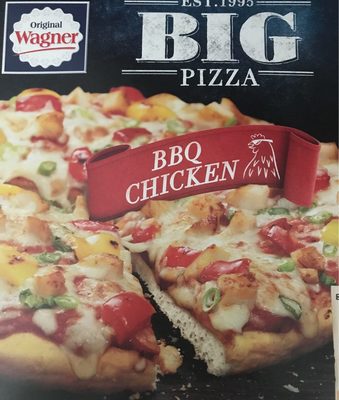 Original
Wagner
EST.1995
BIG
PIZZA
BBQ
CHICKEN